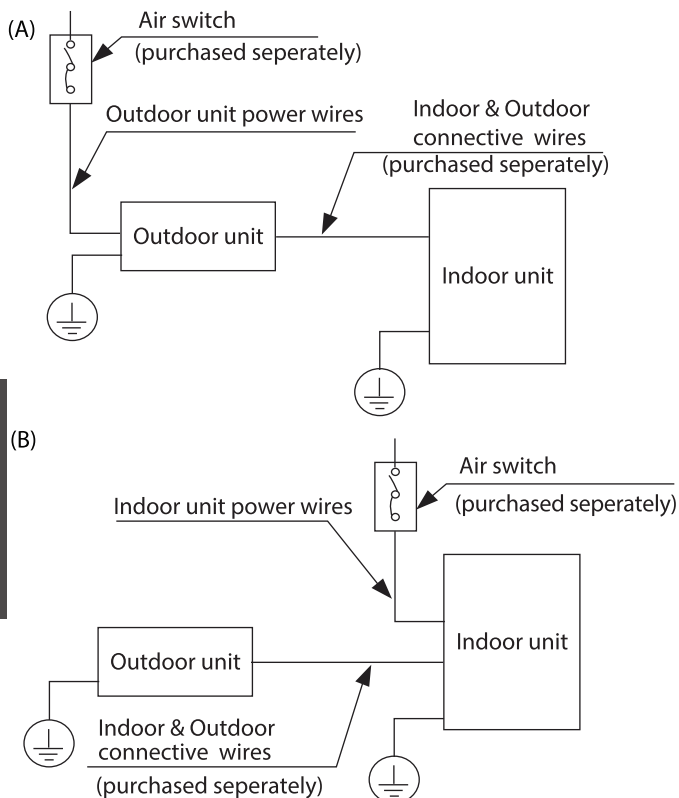 (A)
Air switch
(purchased seperately)
Outdoor unit power wires
Indoor & Outdoor
connective wires
(purchased seperately)
Outdoor unit
Indoor unit
(B)
Air switch
(purchased seperately)
Indoor unit power wires
Indoor unit
Outdoor unit
Indoor & Outdoor
connective wires
(purchased seperately)